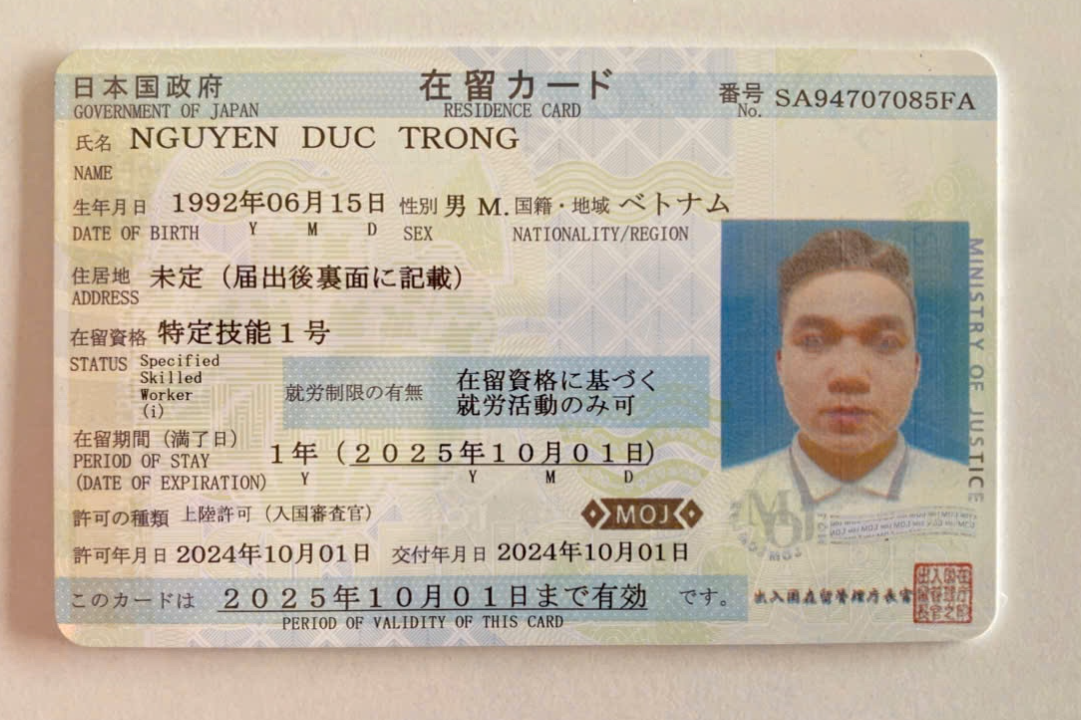 日本国政府 在留カード 番号 SA94707085FA
GOVERNMENT OF JAPAN RESIDENCE CARD No.
氏名 NGUYEN DUC TRONG
NAME
生年月日 1992年06月15日 性別 男 M. 国籍・地域 ベトナム
DATE OF BIRTH Y M D SEX NATIONALITY/REGION
住居地 未定（届出後裏面に記載）
ADDRESS
在留資格 特定技能1号
STATUS Specified
Skilled
Worker
(i)
就労制限の有無 在留資格に基づく
就労活動のみ可
在留期間（満了日） 1年（2025年10月01日）
PERIOD OF STAY Y Y M D
(DATE OF EXPIRATION)
許可の種類 上陸許可（入国審査官）
MOJ
許可年月日 2024年10月01日 交付年月日 2024年10月01日
このカードは 2025年10月01日まで有効 です。
PERIOD OF VALIDITY OF THIS CARD
MINISTRY OF JUSTICE
MOJ
出入国在留管理庁長官